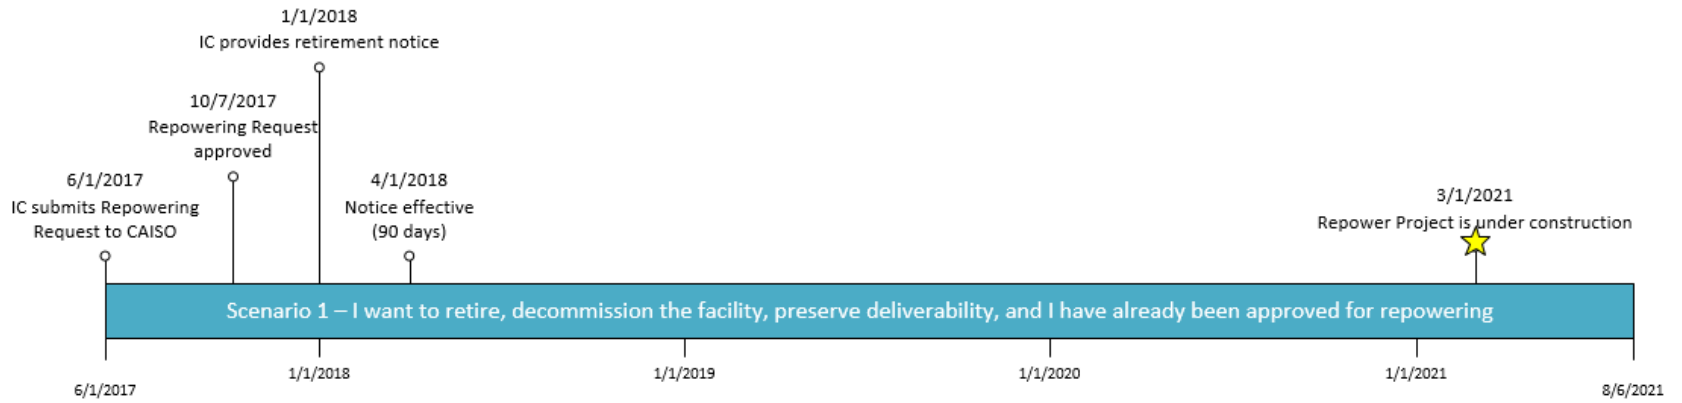 1/1/2018
IC provides retirement notice
10/7/2017
Repowering Request
approved
6/1/2017
IC submits Repowering
Request to CAISO
4/1/2018
Notice effective
(90 days)
3/1/2021
Repower Project is under construction
Scenario 1 – I want to retire, decommission the facility, preserve deliverability, and I have already been approved for repowering
6/1/2017
1/1/2018
1/1/2019
1/1/2020
1/1/2021
8/6/2021